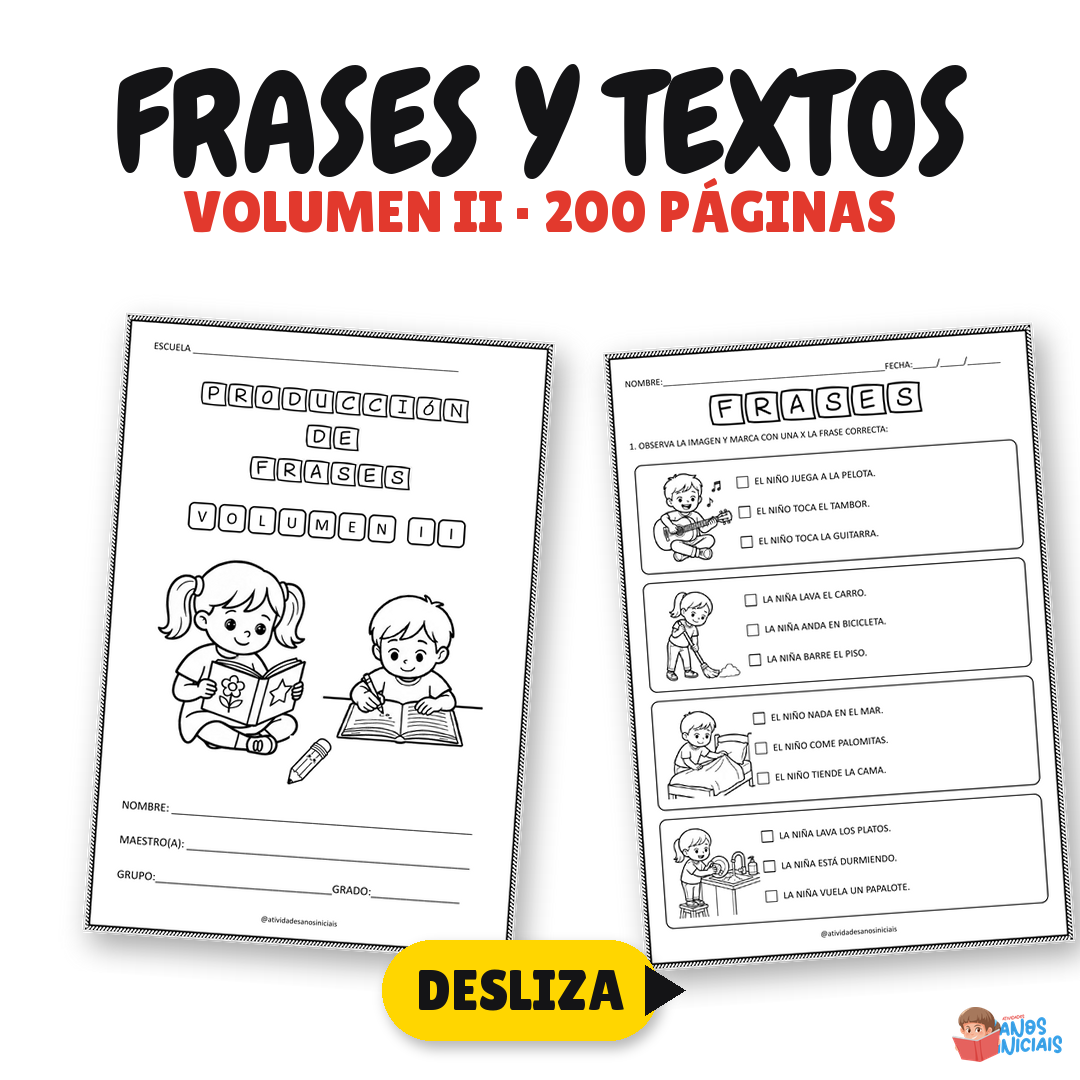 FRASES Y TEXTOS
VOLUMEN II · 200 PÁGINAS
ESCUELA
PRODUCCIÓN
DE
FRASES
VOLUMEN II
NOMBRE:
MAESTRO(A):
GRUPO: GRADO:
@atividadesanosiniciais
NOMBRE: FECHA: / /
FRASES
1. OBSERVA LA IMAGEN Y MARCA CON UNA X LA FRASE CORRECTA:
EL NIÑO JUEGA A LA PELOTA.
EL NIÑO TOCA EL TAMBOR.
EL NIÑO TOCA LA GUITARRA.
LA NIÑA LAVA EL CARRO.
LA NIÑA ANDA EN BICICLETA.
LA NIÑA BARRE EL PISO.
EL NIÑO NADA EN EL MAR.
EL NIÑO COME PALOMITAS.
EL NIÑO TIENDE LA CAMA.
LA NIÑA LAVA LOS PLATOS.
LA NIÑA ESTÁ DURMIENDO.
LA NIÑA VUELA UN PAPALOTE.
@atividadesanosiniciais
DESLIZA
ATIVIDADES
ANOS
INICIAIS